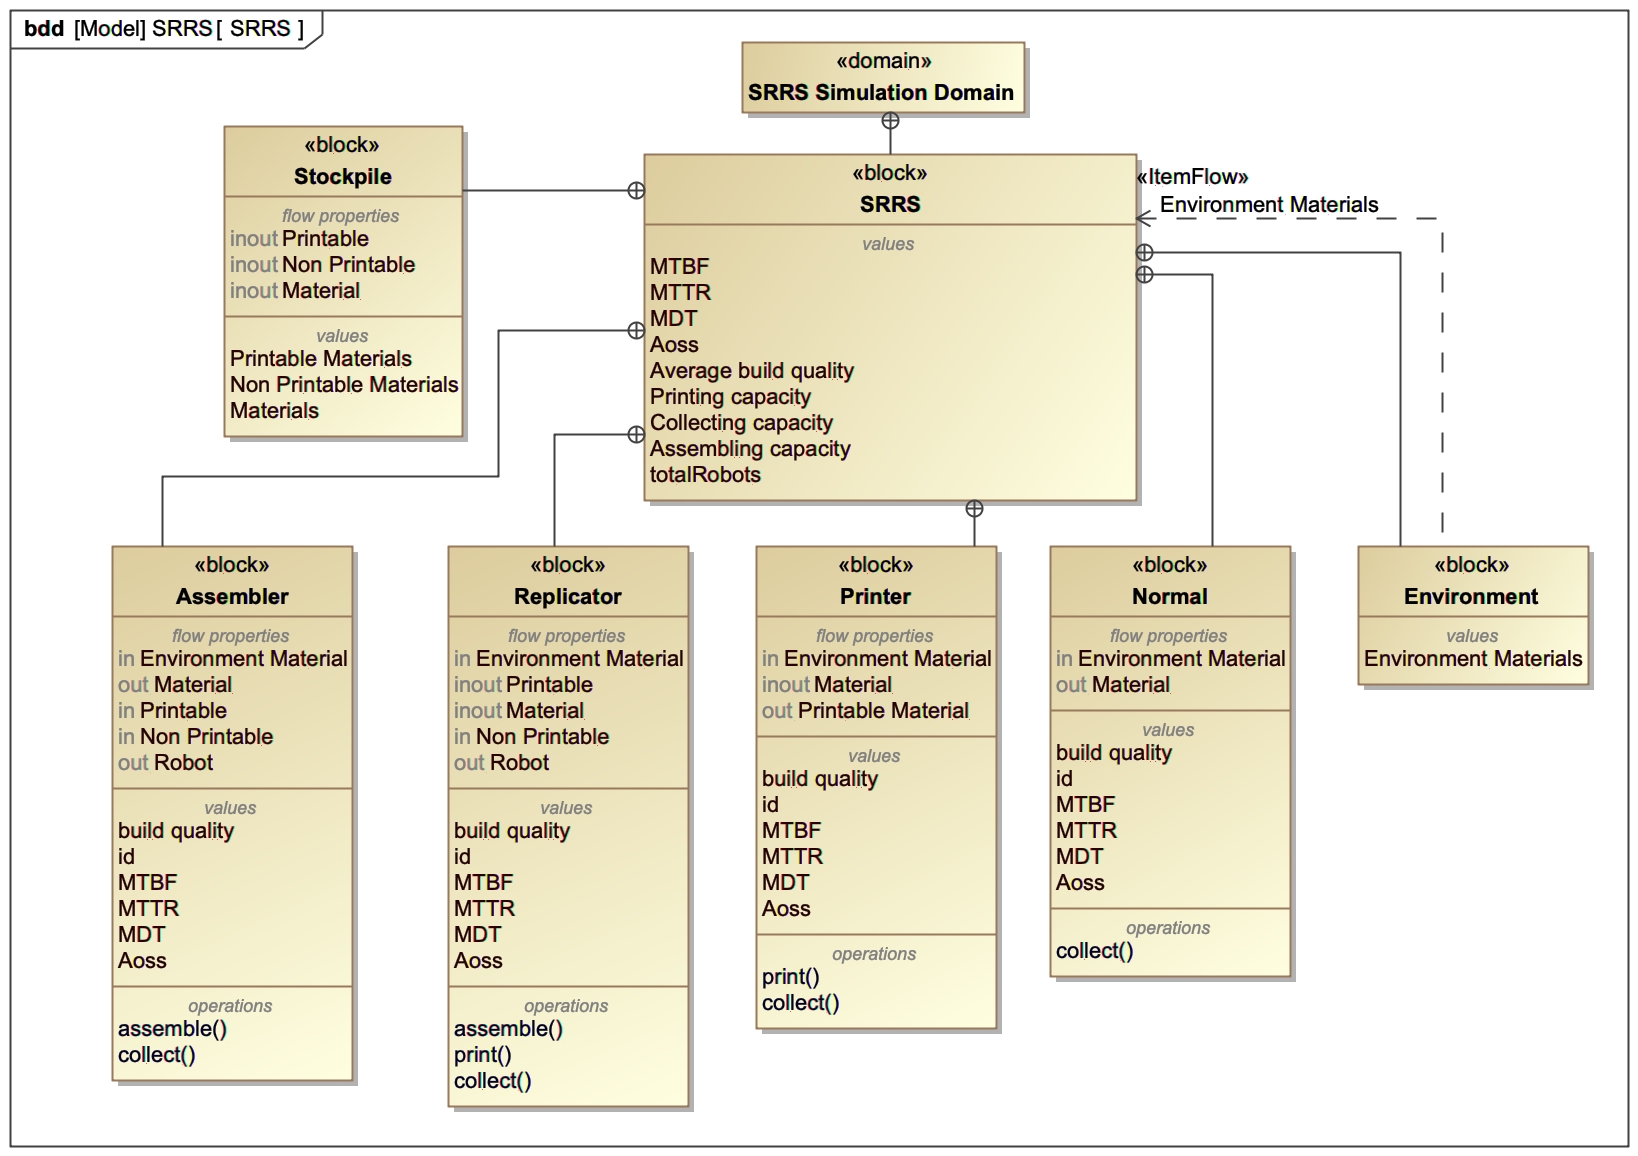 bdd [Model] SRRS[ SRRS ]
«domain»
SRRS Simulation Domain
«block»
Stockpile
flow properties
inout Printable
inout Non Printable
inout Material
values
Printable Materials
Non Printable Materials
Materials
«block»
SRRS
values
MTBF
MTTR
MDT
Aoss
Average build quality
Printing capacity
Collecting capacity
Assembling capacity
totalRobots
«ItemFlow»
Environment Materials
«block»
Assembler
flow properties
in Environment Material
out Material
in Printable
in Non Printable
out Robot
values
build quality
id
MTBF
MTTR
MDT
Aoss
operations
assemble()
collect()
«block»
Replicator
flow properties
in Environment Material
inout Printable
inout Material
in Non Printable
out Robot
values
build quality
id
MTBF
MTTR
MDT
Aoss
operations
assemble()
print()
collect()
«block»
Printer
flow properties
in Environment Material
inout Material
out Printable Material
values
build quality
id
MTBF
MTTR
MDT
Aoss
operations
print()
collect()
«block»
Normal
flow properties
in Environment Material
out Material
values
build quality
id
MTBF
MTTR
MDT
Aoss
operations
collect()
«block»
Environment
values
Environment Materials